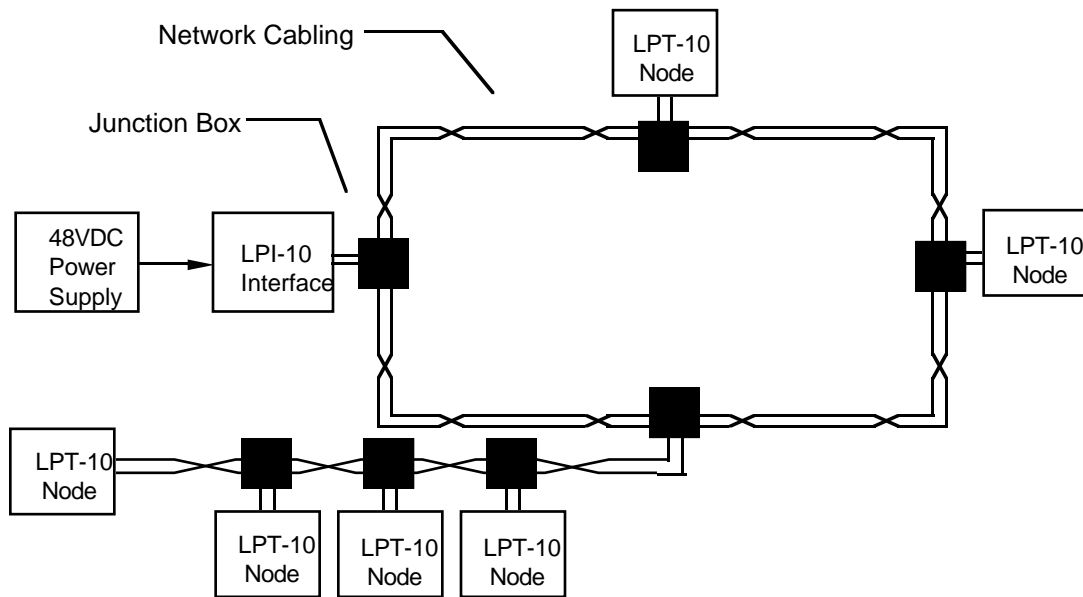 Network Cabling
LPT-10
Node
Junction Box
48VDC
Power
Supply
LPI-10
Interface
LPT-10
Node
LPT-10
Node
LPT-10
Node
LPT-10
Node
LPT-10
Node